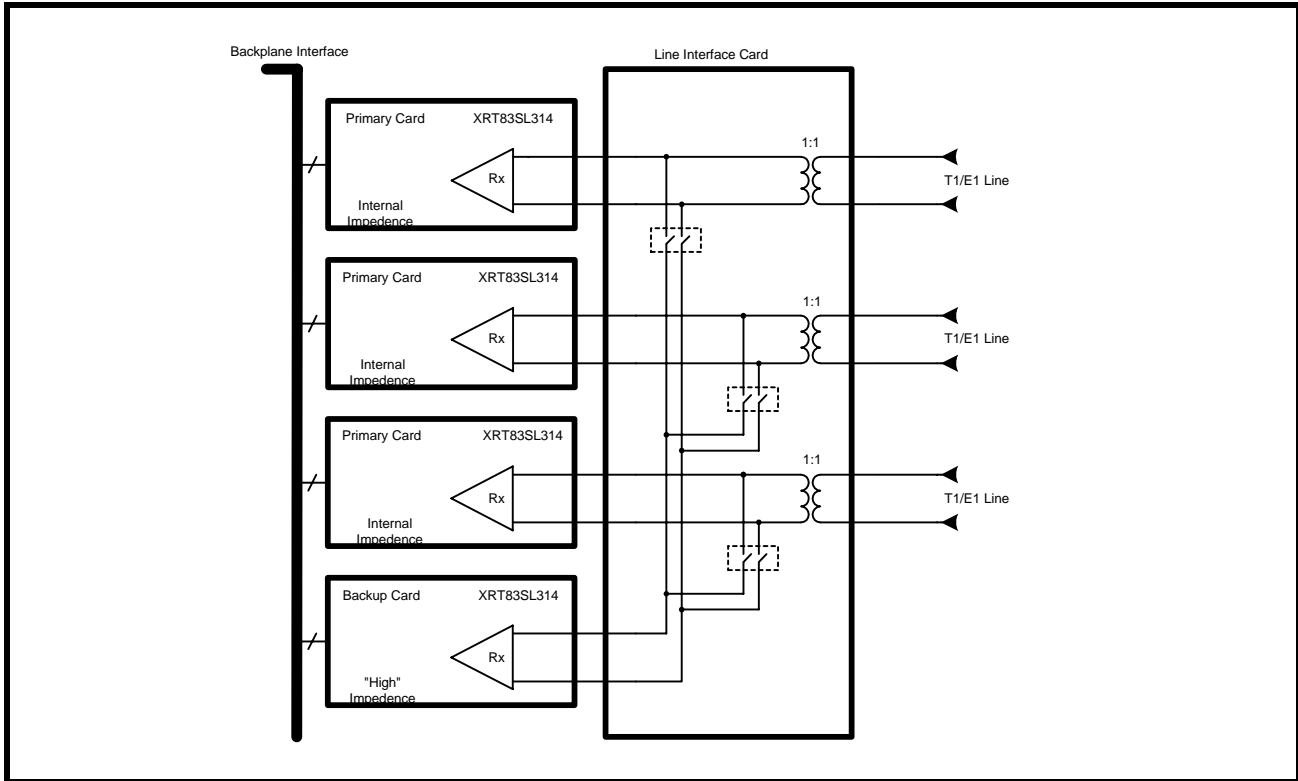 Backplane Interface
Line Interface Card
Primary Card XRT83SL314
Rx
Internal
Impedence
1:1
T1/E1 Line
Primary Card XRT83SL314
Rx
Internal
Impedence
1:1
T1/E1 Line
Primary Card XRT83SL314
Rx
Internal
Impedence
1:1
T1/E1 Line
Backup Card XRT83SL314
Rx
"High"
Impedence